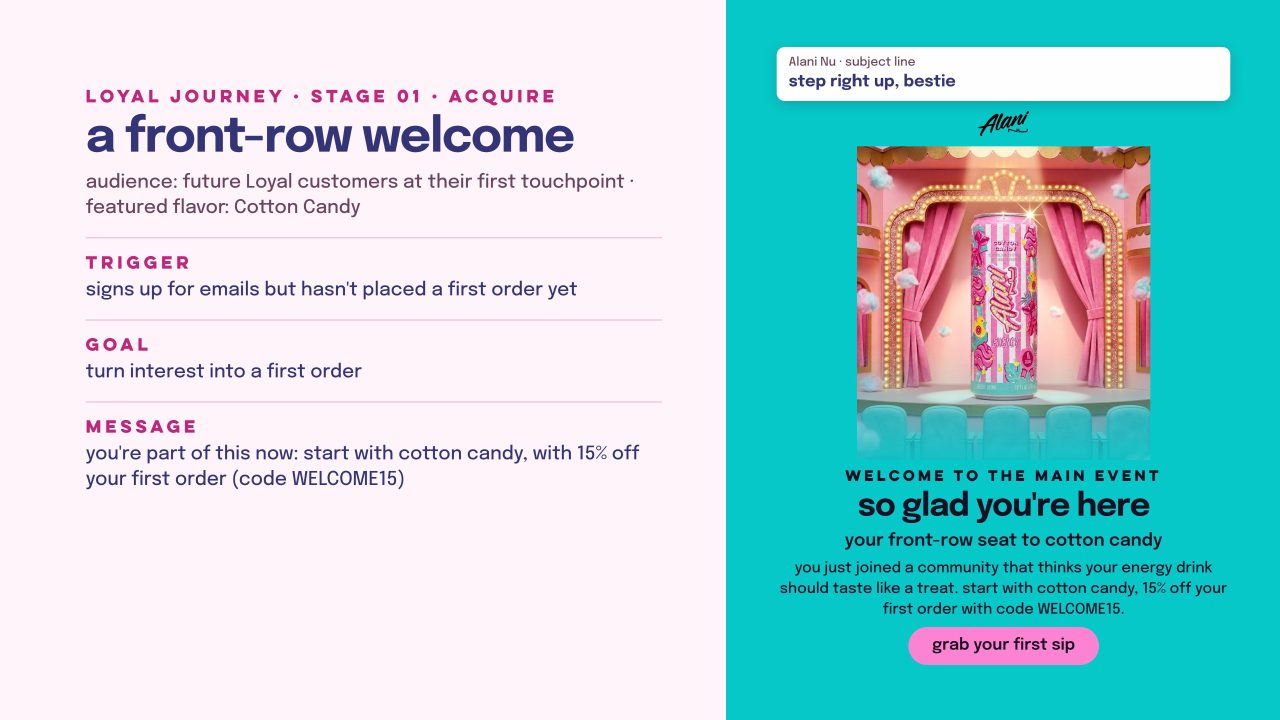 LOYAL JOURNEY · STAGE 01 · ACQUIRE
a front-row welcome
audience: future Loyal customers at their first touchpoint ·
featured flavor: Cotton Candy
TRIGGER
signs up for emails but hasn't placed a first order yet
GOAL
turn interest into a first order
MESSAGE
you're part of this now: start with cotton candy, with 15% off
your first order (code WELCOME15)
Alani Nu · subject line
step right up, bestie
Alani
COTTON
CANDY
Alani
ENERGY
WELCOME TO THE MAIN EVENT
so glad you're here
your front-row seat to cotton candy
you just joined a community that thinks your energy drink
should taste like a treat. start with cotton candy, 15% off your
first order with code WELCOME15.
grab your first sip